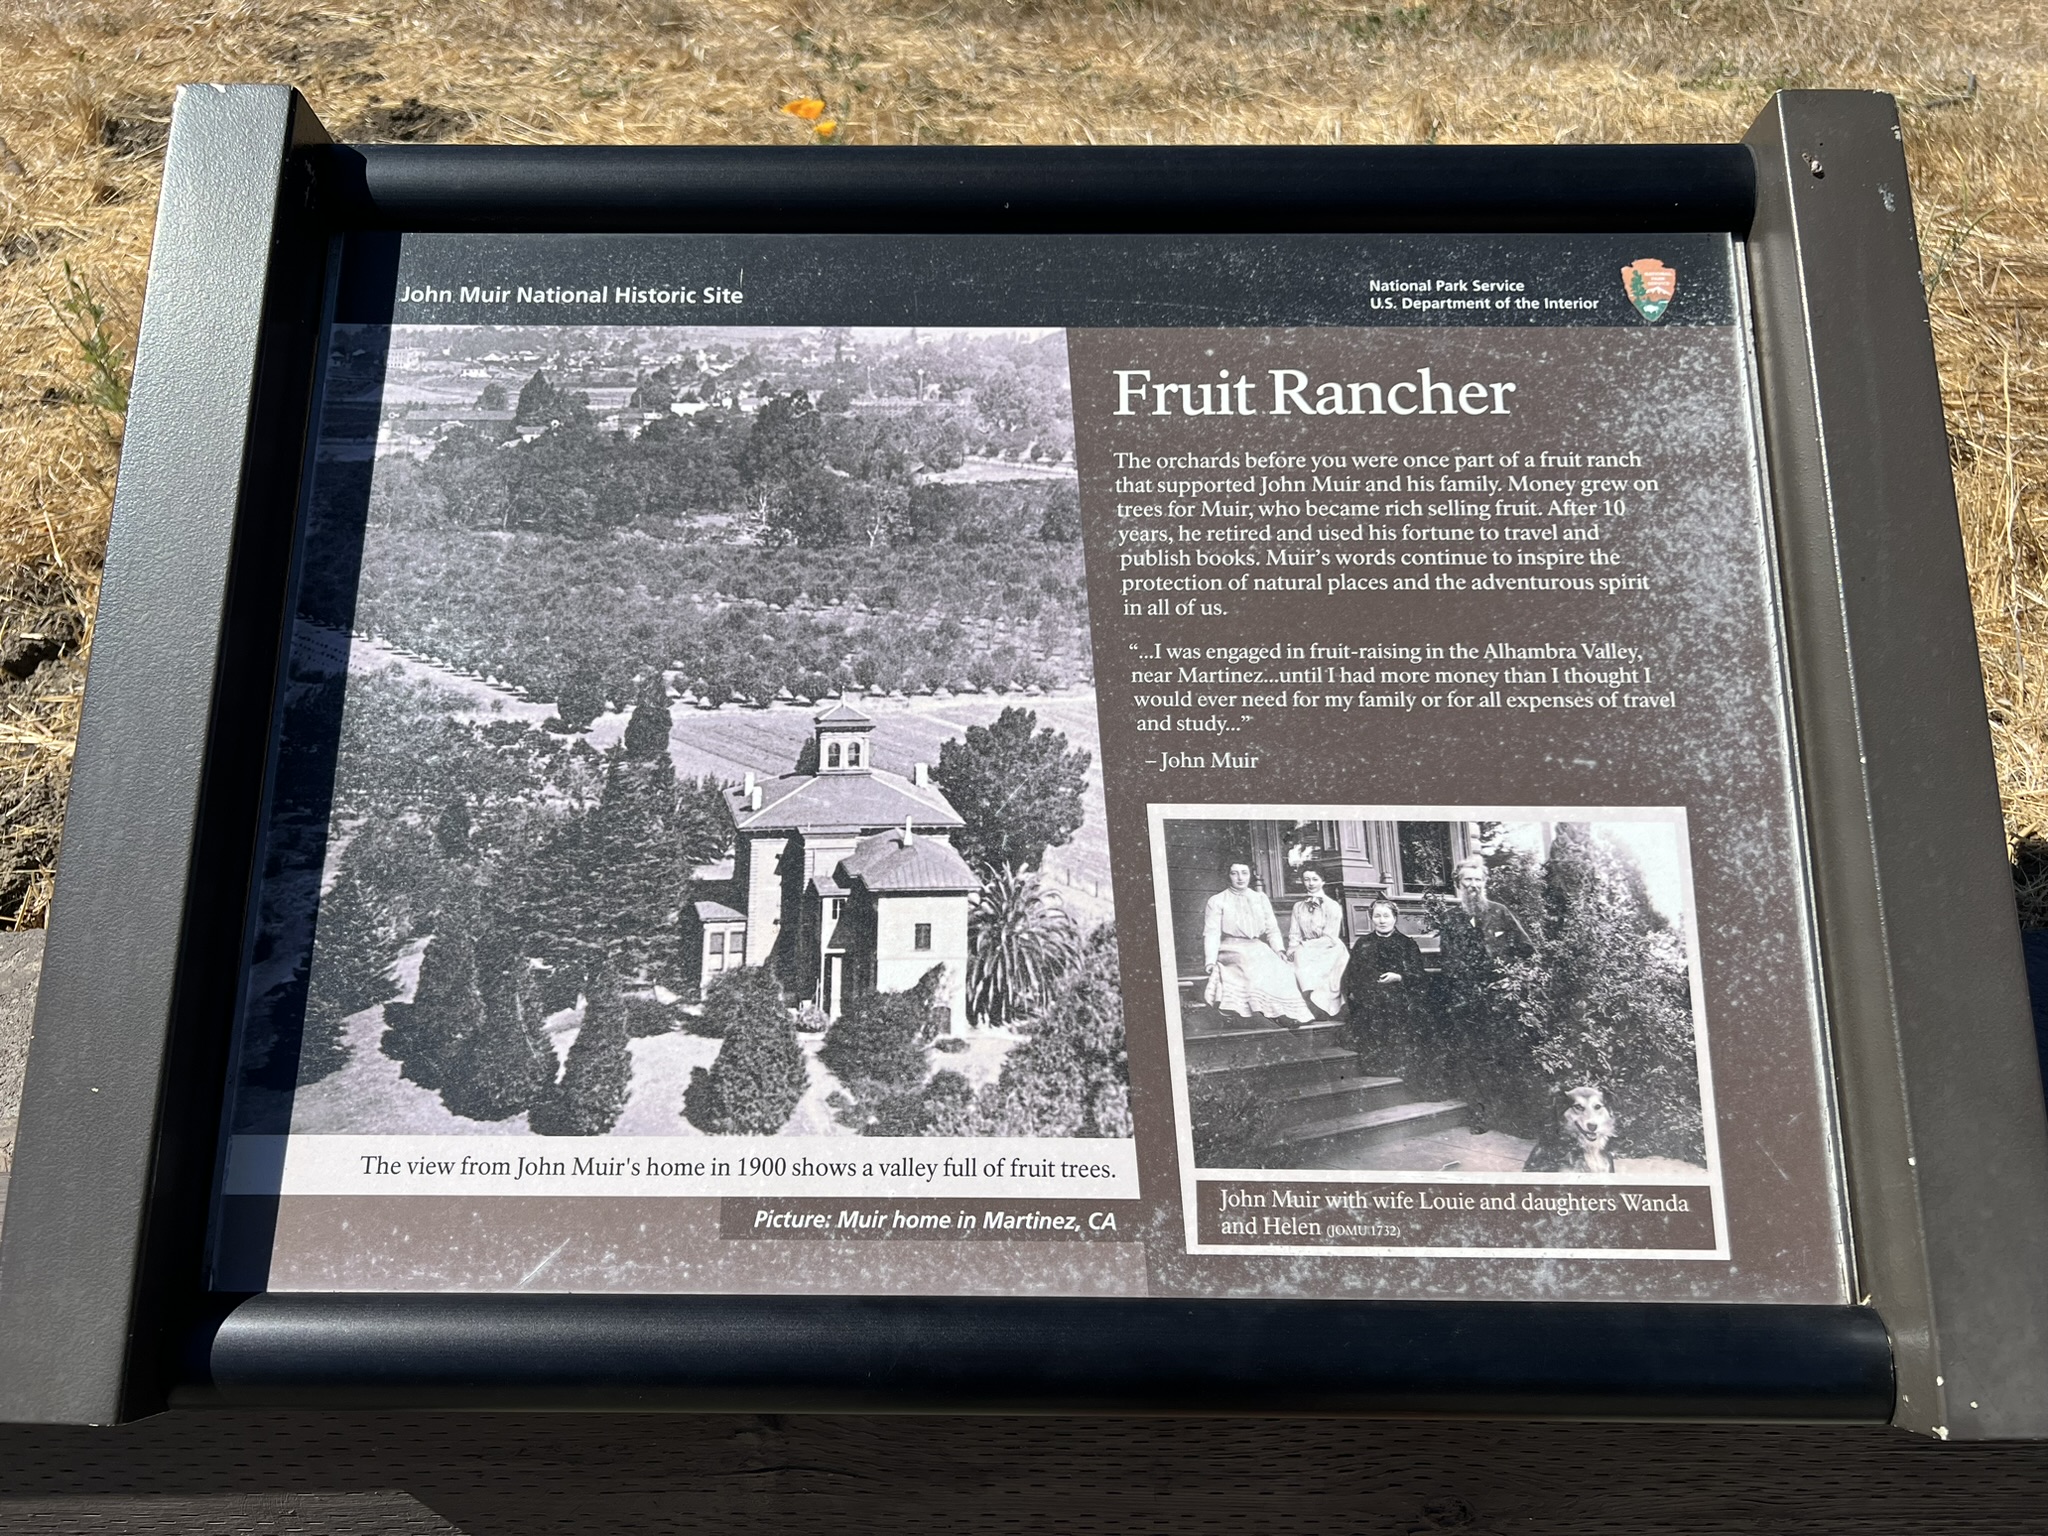 John Muir National Historic Site
National Park Service
U.S. Department of the Interior
Fruit Rancher
The orchards before you were once part of a fruit ranch
that supported John Muir and his family. Money grew on
trees for Muir, who became rich selling fruit. After 10
years, he retired and used his fortune to travel and
publish books. Muir's words continue to inspire the
protection of natural places and the adventurous spirit
in all of us.
“...I was engaged in fruit-raising in the Alhambra Valley,
near Martinez...until I had more money than I thought I
would ever need for my family or for all expenses of travel
and study...”
– John Muir
The view from John Muir's home in 1900 shows a valley full of fruit trees.
Picture: Muir home in Martinez, CA
John Muir with wife Louie and daughters Wanda
and Helen (JOMU 1732)